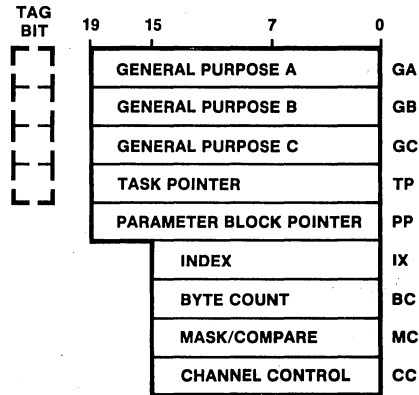 TAG
BIT
19 15 7 0
GENERAL PURPOSE A GA
GENERAL PURPOSE B GB
GENERAL PURPOSE C GC
TASK POINTER TP
PARAMETER BLOCK POINTER PP
INDEX IX
BYTE COUNT BC
MASK/COMPARE MC
CHANNEL CONTROL CC